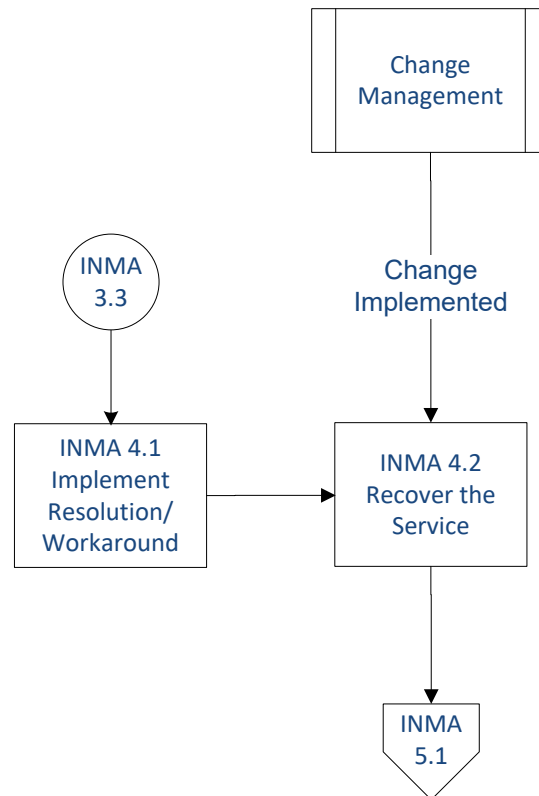 Change
Management
Change
Implemented
INMA
3.3
INMA 4.1
Implement
Resolution/
Workaround
INMA 4.2
Recover the
Service
INMA
5.1